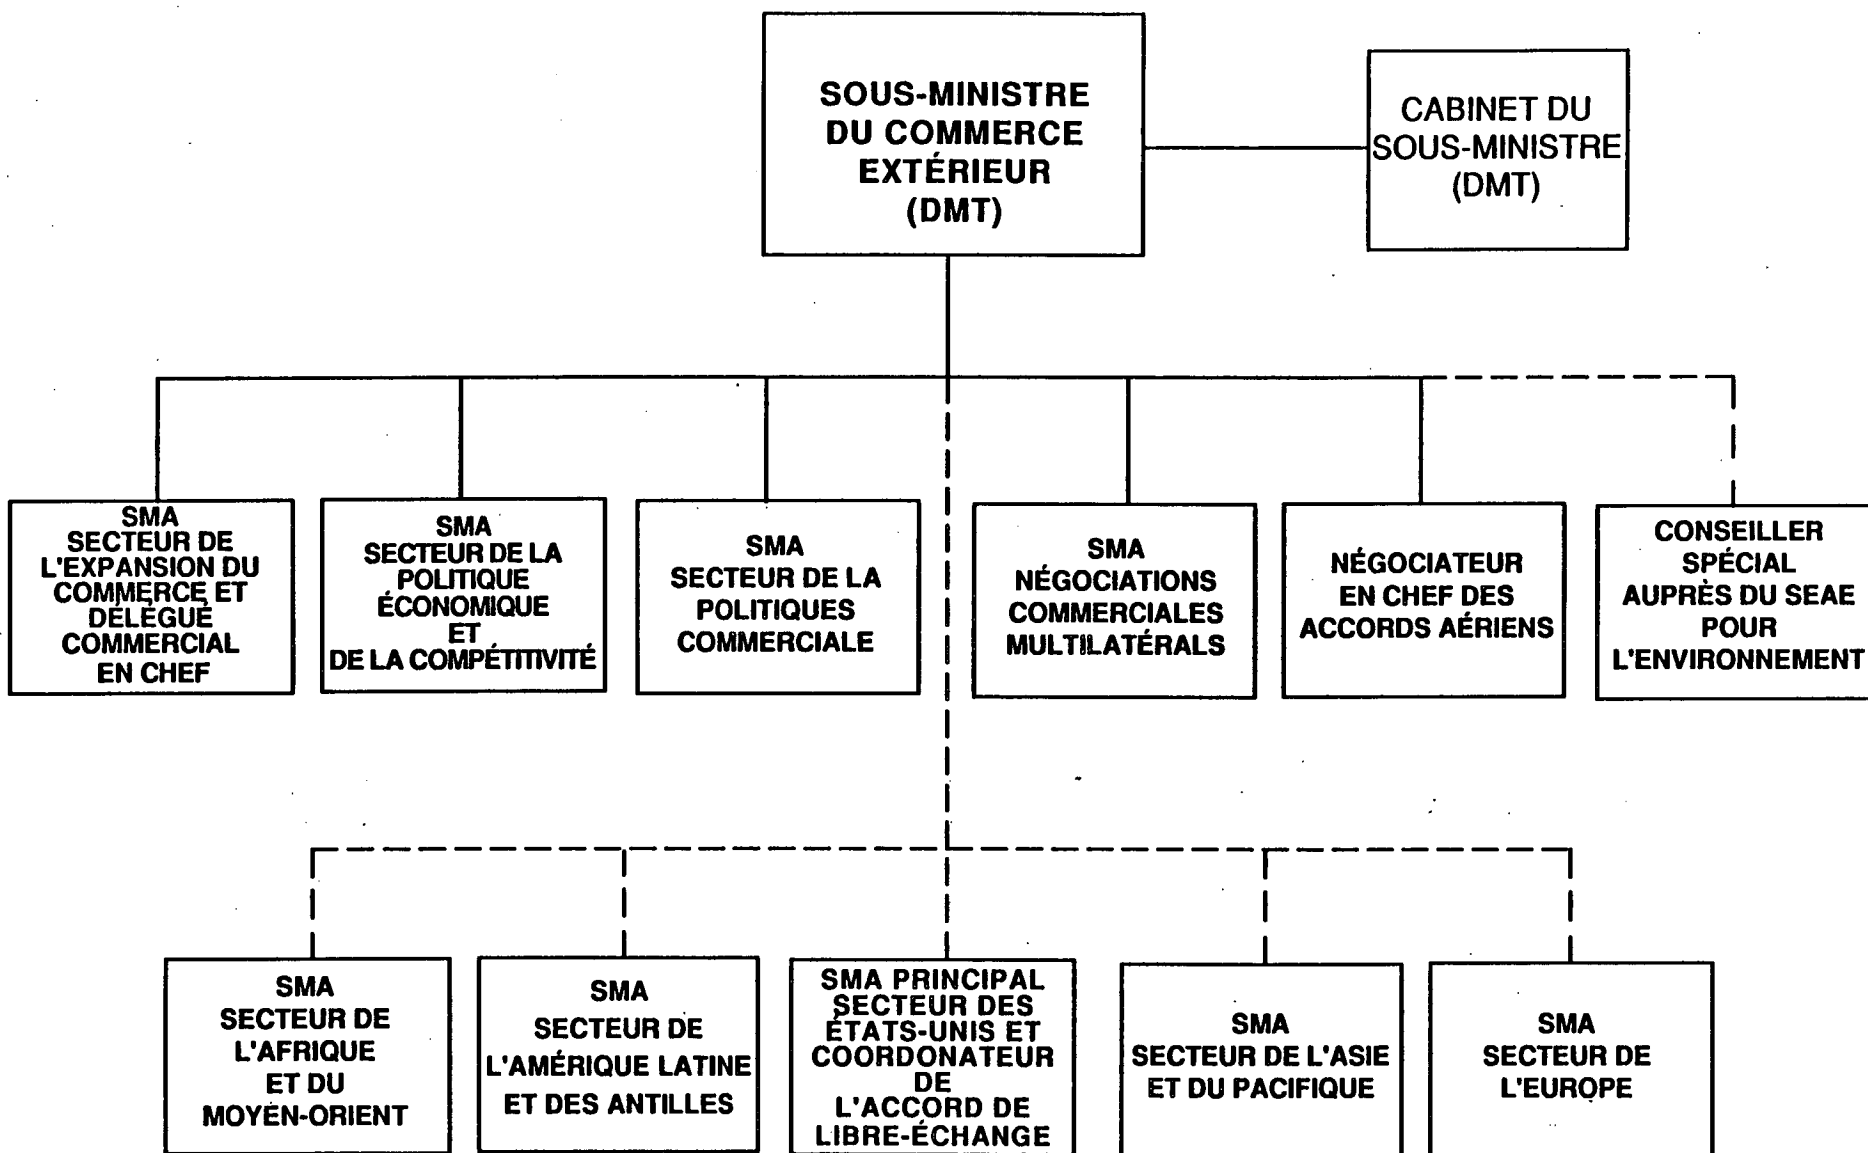 SOUS-MINISTRE
DU COMMERCE
EXTÉRIEUR
(DMT)
CABINET DU
SOUS-MINISTRE
(DMT)
SMA
SECTEUR DE
L'EXPANSION DU
COMMERCE ET
DÉLÉGUÉ
COMMERCIAL
EN CHEF
SMA
SECTEUR DE LA
POLITIQUE
ÉCONOMIQUE
ET
DE LA COMPÉTITIVITÉ
SMA
SECTEUR DE LA
POLITIQUES
COMMERCIALE
SMA
NÉGOCIATIONS
COMMERCIALES
MULTILATÉRALS
NÉGOCIATEUR
EN CHEF DES
ACCORDS AÉRIENS
CONSEILLER
SPÉCIAL
AUPRÈS DU SEAE
POUR
L'ENVIRONNEMENT
SMA
SECTEUR DE
L'AFRIQUE
ET DU
MOYEN-ORIENT
SMA
SECTEUR DE
L'AMÉRIQUE LATINE
ET DES ANTILLES
SMA PRINCIPAL
SECTEUR DES
ÉTATS-UNIS ET
COORDONATEUR
DE
L'ACCORD DE
LIBRE-ÉCHANGE
SMA
SECTEUR DE L'ASIE
ET DU PACIFIQUE
SMA
SECTEUR DE
L'EUROPE